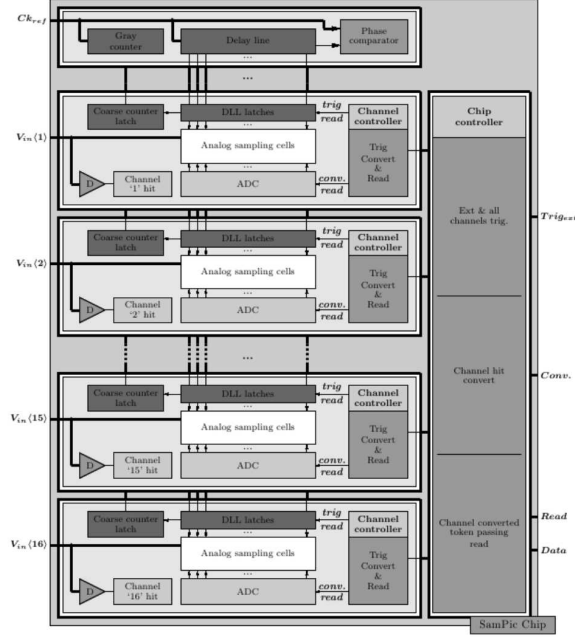 Ck_ref
Gray
counter
Delay line
Phase
comparator
...
...
Coarse counter
latch
DLL latches
trig
read
Channel
controller
Chip
controller
V_in⟨1⟩
...
Analog sampling cells
Trig
Convert
&
Read
...
D
Channel
'1' hit
ADC
conv.
read
Ext & all
channels trig.
Trig_ext
Coarse counter
latch
DLL latches
trig
read
Channel
controller
V_in⟨2⟩
...
Analog sampling cells
Trig
Convert
&
Read
...
D
Channel
'2' hit
ADC
conv.
read
...
Channel hit
convert
Conv.
Coarse counter
latch
DLL latches
trig
read
Channel
controller
V_in⟨15⟩
...
Analog sampling cells
Trig
Convert
&
Read
...
D
Channel
'15' hit
ADC
conv.
read
Coarse counter
latch
DLL latches
trig
read
Channel
controller
Channel converted
token passing
read
Read
Data
V_in⟨16⟩
...
Analog sampling cells
Trig
Convert
&
Read
...
D
Channel
'16' hit
ADC
conv.
read
SamPic Chip